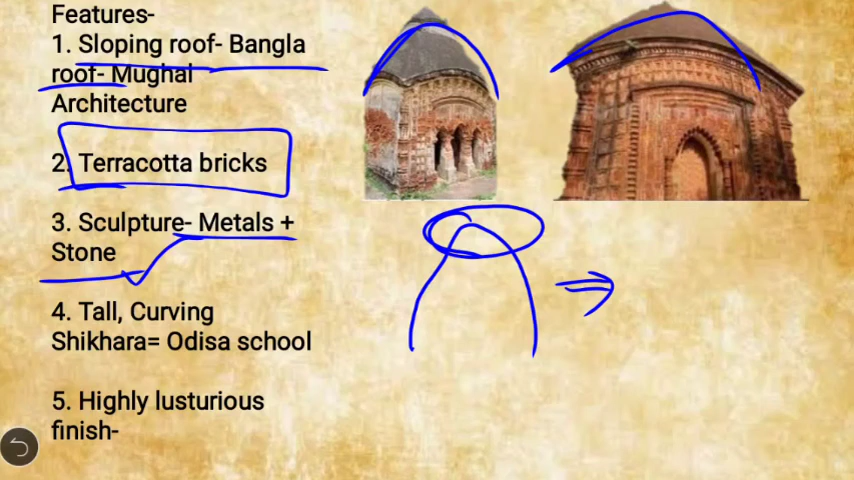 Features-
1. Sloping roof- Bangla
roof- Mughal
Architecture
2. Terracotta bricks
3. Sculpture- Metals +
Stone
4. Tall, Curving
Shikhara= Odisa school
5. Highly lusturious
finish-